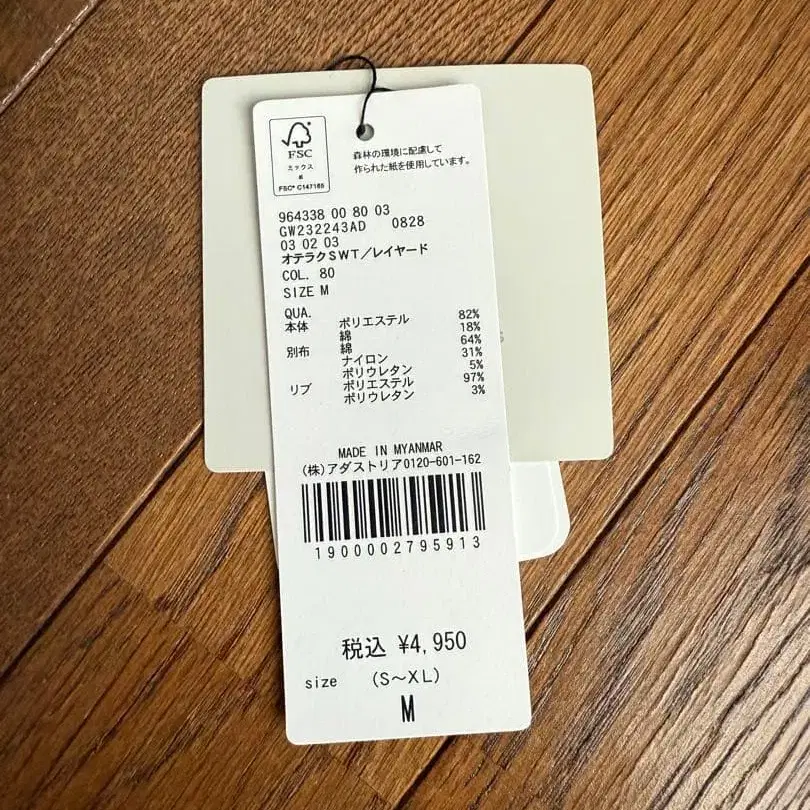 FSC
ミックス
紙
FSC® C147165
森林の環境に配慮して
作られた紙を使用しています。
964338 00 80 03
GW232243AD 0828
03 02 03
オテラクSWT/レイヤード
COL. 80
SIZE M
QUA.
本体 ポリエステル 82%
綿 18%
別布 綿 64%
ナイロン 31%
ポリウレタン 5%
リブ ポリエステル 97%
ポリウレタン 3%
MADE IN MYANMAR
(株)アダストリア0120-601-162
1900002795913
税込 ¥4,950
size (S~XL)
M